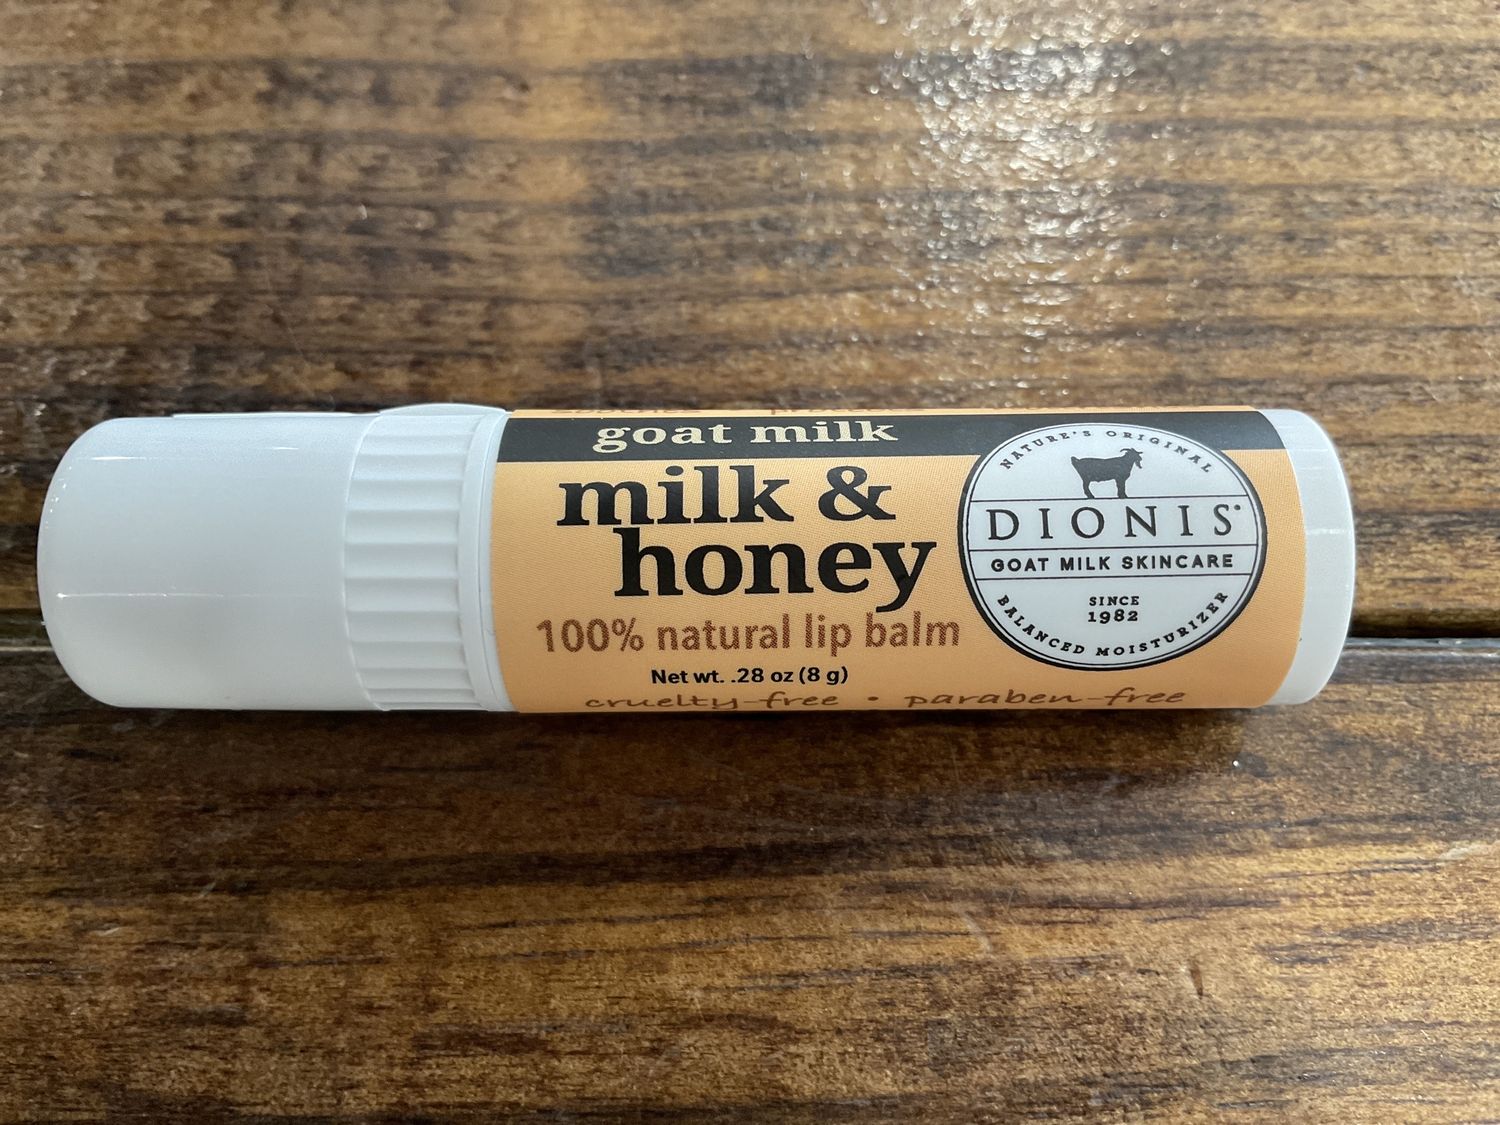 goat milk
milk &
honey
100% natural lip balm
Net wt. .28 oz (8 g)
cruelty-free • paraben-free
NATURE'S ORIGINAL
DIONIS
GOAT MILK SKINCARE
SINCE
1982
BALANCED MOISTURIZER